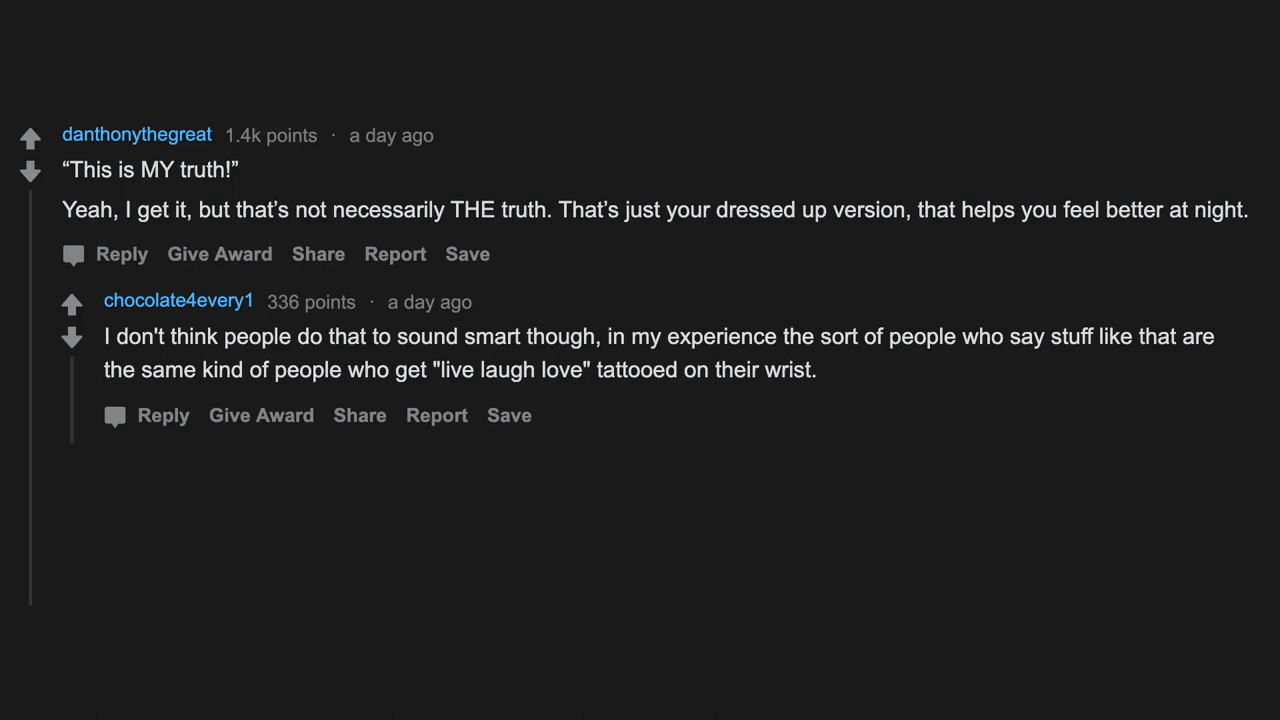 danthonythegreat 1.4k points · a day ago
“This is MY truth!”
Yeah, I get it, but that’s not necessarily THE truth. That’s just your dressed up version, that helps you feel better at night.
Reply Give Award Share Report Save
chocolate4every1 336 points · a day ago
I don't think people do that to sound smart though, in my experience the sort of people who say stuff like that are
the same kind of people who get "live laugh love" tattooed on their wrist.
Reply Give Award Share Report Save